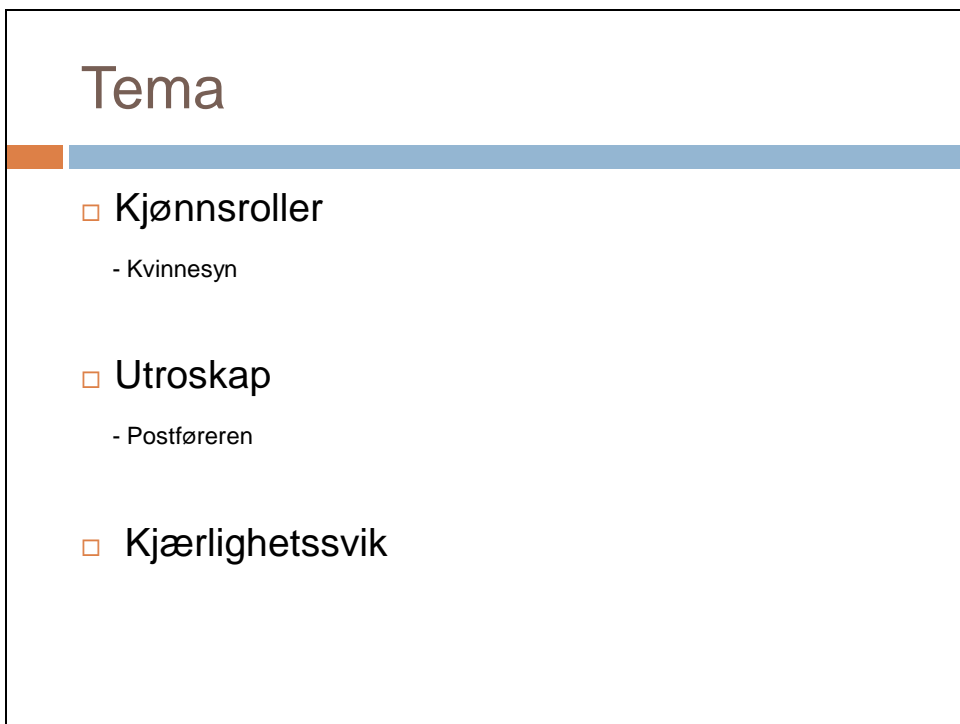 Tema
Kjønnsroller
- Kvinnesyn
Utroskap
- Postføreren
Kjærlighetssvik